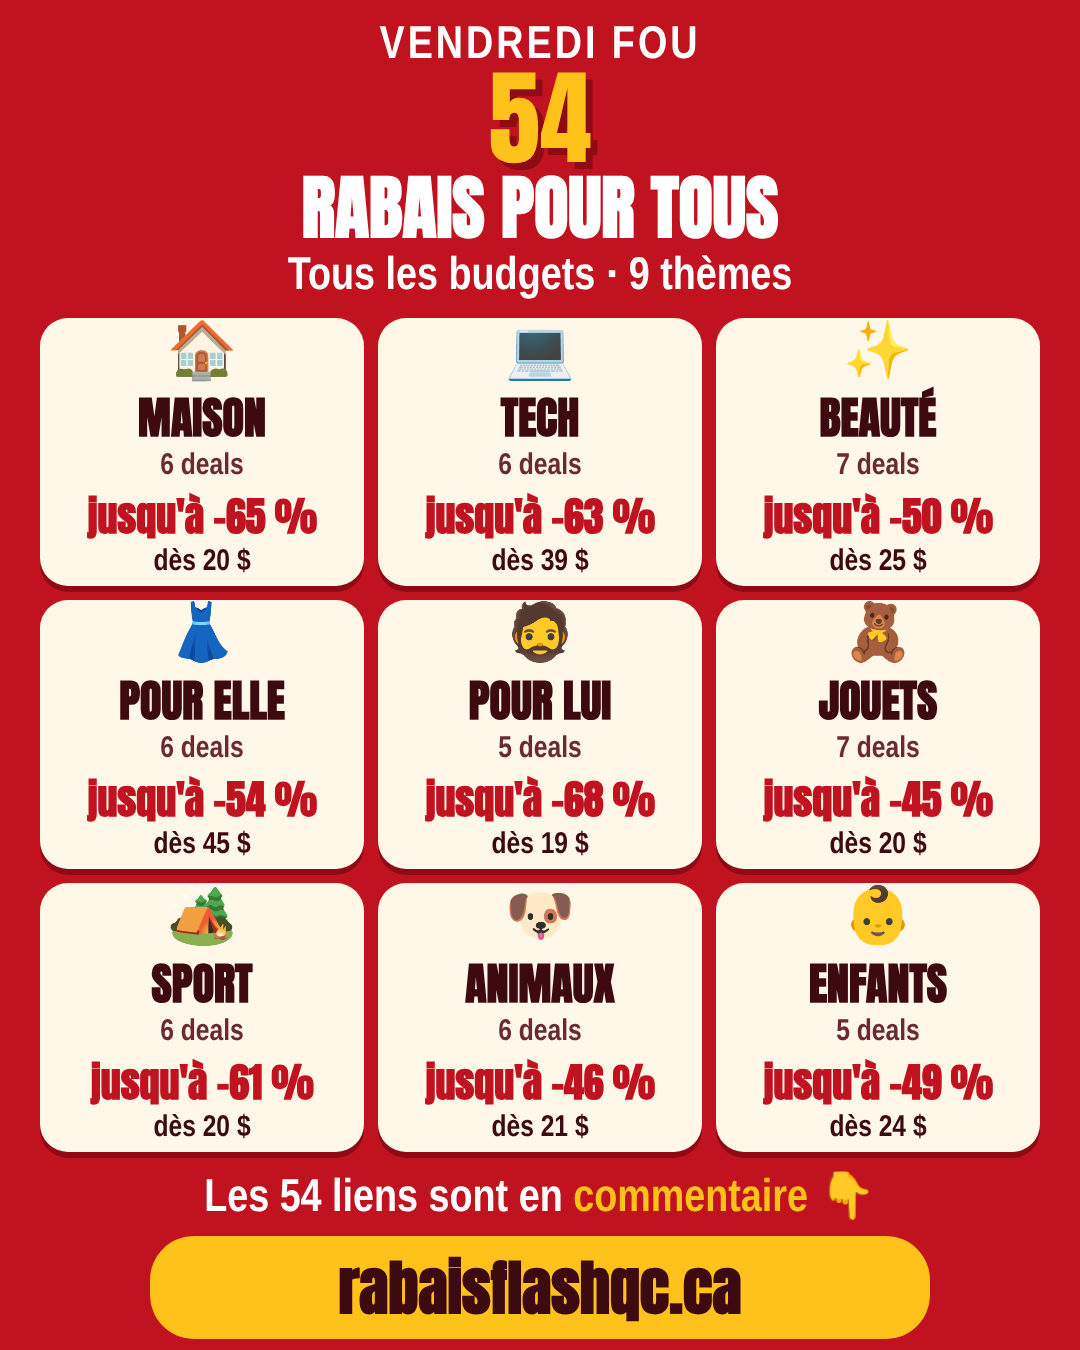 VENDREDI FOU
54
RABAIS POUR TOUS
Tous les budgets · 9 thèmes
MAISON
6 deals
jusqu'à -65 %
dès 20 $
TECH
6 deals
jusqu'à -63 %
dès 39 $
BEAUTÉ
7 deals
jusqu'à -50 %
dès 25 $
POUR ELLE
6 deals
jusqu'à -54 %
dès 45 $
POUR LUI
5 deals
jusqu'à -68 %
dès 19 $
JOUETS
7 deals
jusqu'à -45 %
dès 20 $
SPORT
6 deals
jusqu'à -61 %
dès 20 $
ANIMAUX
6 deals
jusqu'à -46 %
dès 21 $
ENFANTS
5 deals
jusqu'à -49 %
dès 24 $
Les 54 liens sont en commentaire 👇
rabaisflashqc.ca